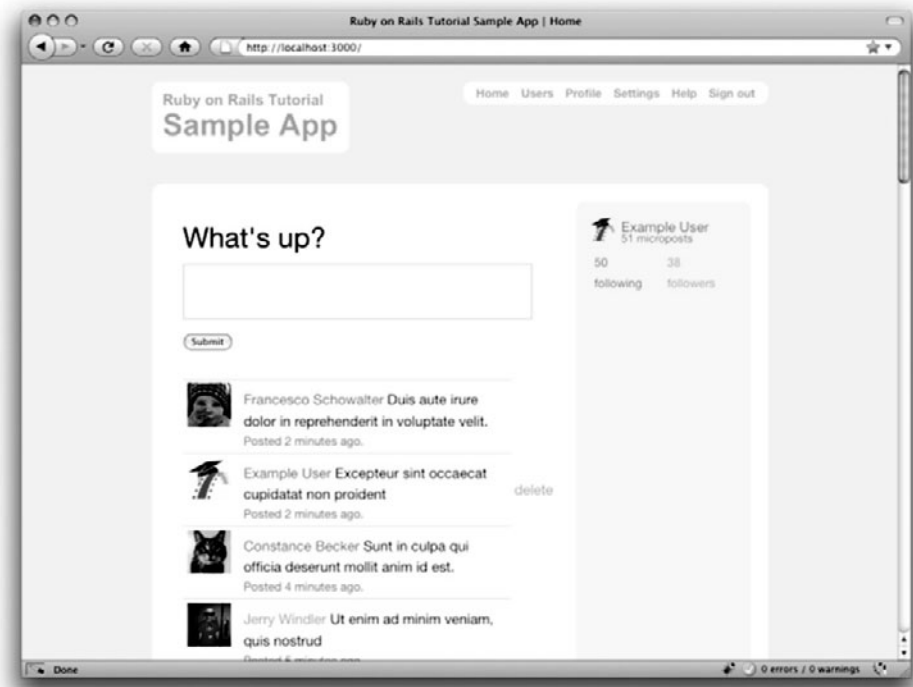 Ruby on Rails Tutorial Sample App | Home
http://localhost:3000/
Ruby on Rails Tutorial
Sample App
Home Users Profile Settings Help Sign out
What's up?
Submit
Example User
51 microposts
50 38
following followers
Francesco Schowalter Duis aute irure
dolor in reprehenderit in voluptate velit.
Posted 2 minutes ago.
Example User Excepteur sint occaecat
cupidatat non proident
delete
Posted 2 minutes ago.
Constance Becker Sunt in culpa qui
officia deserunt mollit anim id est.
Posted 4 minutes ago.
Jerry Windler Ut enim ad minim veniam,
quis nostrud
Posted 5 minutes ago.
Done
0 errors / 0 warnings